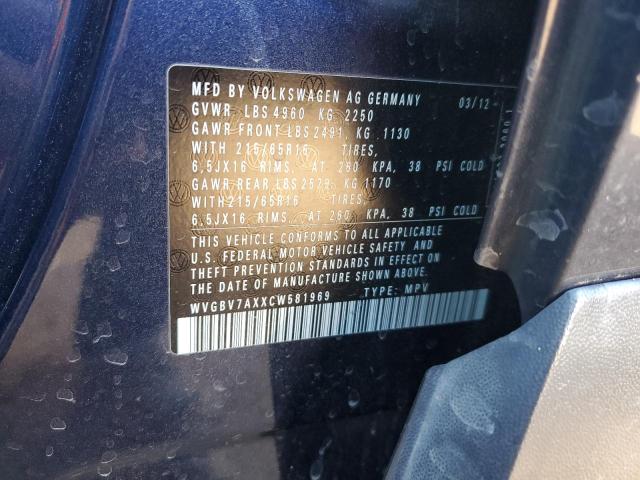 MFD BY VOLKSWAGEN AG GERMANY 03/12
GVWR LBS 4960 KG 2250
GAWR FRONT LBS 2491, KG 1130
WITH 215/65R16 TIRES,
6,5JX16 RIMS, AT 260 KPA, 38 PSI COLD
GAWR REAR LBS 2579, KG 1170
WITH 215/65R16 TIRES,
6,5JX16 RIMS, AT 260 KPA, 38 PSI COLD
THIS VEHICLE CONFORMS TO ALL APPLICABLE
U.S. FEDERAL MOTOR VEHICLE SAFETY AND
THEFT PREVENTION STANDARDS IN EFFECT ON
THE DATE OF MANUFACTURE SHOWN ABOVE.
WVGBV7AXXCW581969 TYPE: MPV